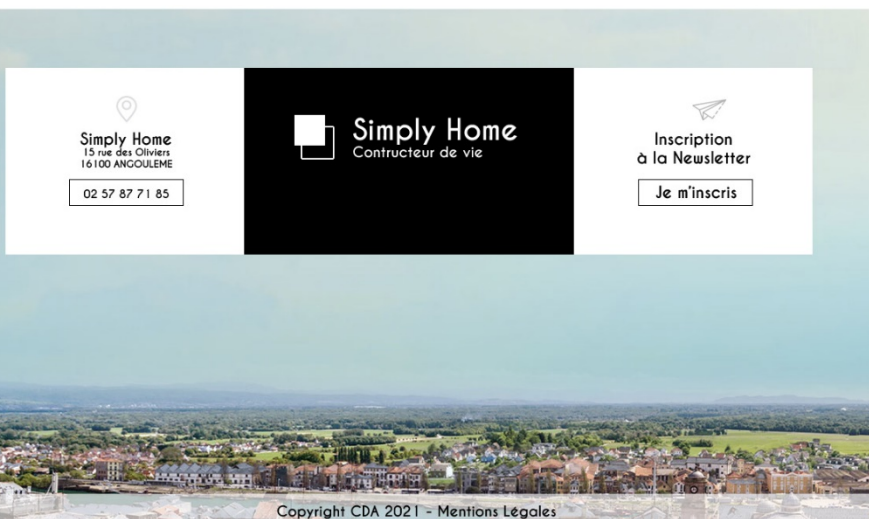 Simply Home
15 rue des Oliviers
16100 ANGOULEME
02 57 87 71 85
Simply Home
Contructeur de vie
Inscription
à la Newsletter
Je m'inscris
Copyright CDA 2021 - Mentions Légales